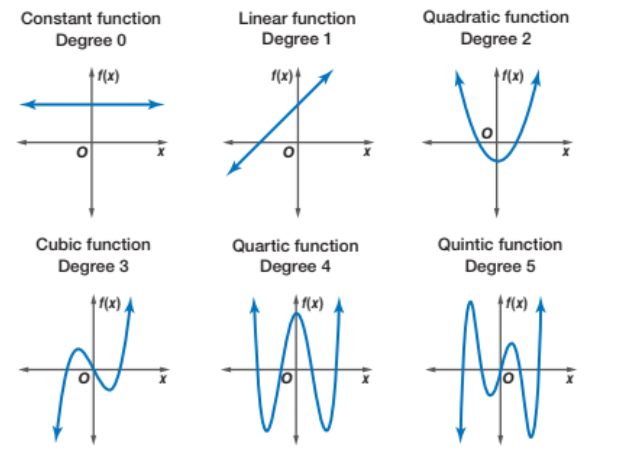 Constant function
Degree 0
Linear function
Degree 1
Quadratic function
Degree 2
f(x)
O
x
f(x)
O
x
f(x)
O
x
Cubic function
Degree 3
Quartic function
Degree 4
Quintic function
Degree 5
f(x)
O
x
f(x)
O
x
f(x)
O
x